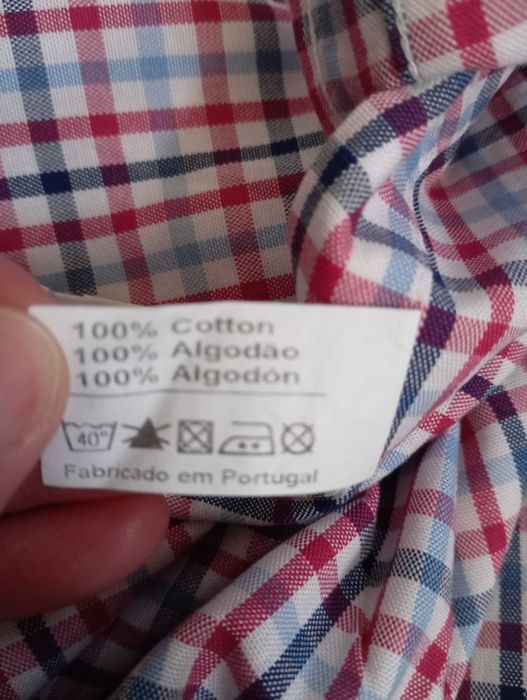 100% Cotton
100% Algodão
100% Algodón
40°
Fabricado em Portugal